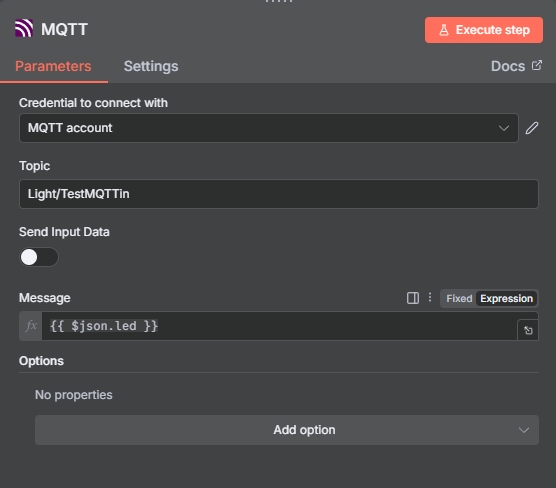 MQTT
Execute step
Parameters Settings Docs
Credential to connect with
MQTT account
Topic
Light/TestMQTTin
Send Input Data
Message Fixed Expression
fx {{ $json.led }}
Options
No properties
Add option